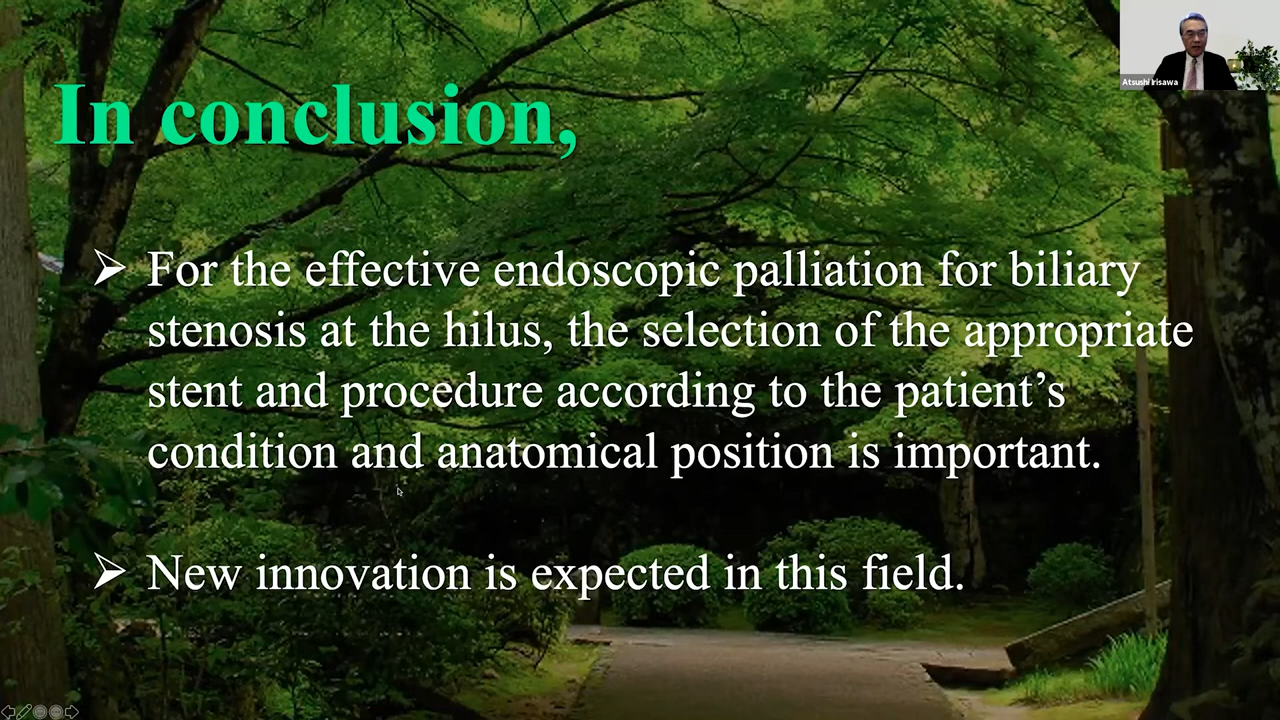 Atsushi Irisawa
In conclusion,
➢ For the effective endoscopic palliation for biliary
stenosis at the hilus, the selection of the appropriate
stent and procedure according to the patient’s
condition and anatomical position is important.
➢ New innovation is expected in this field.